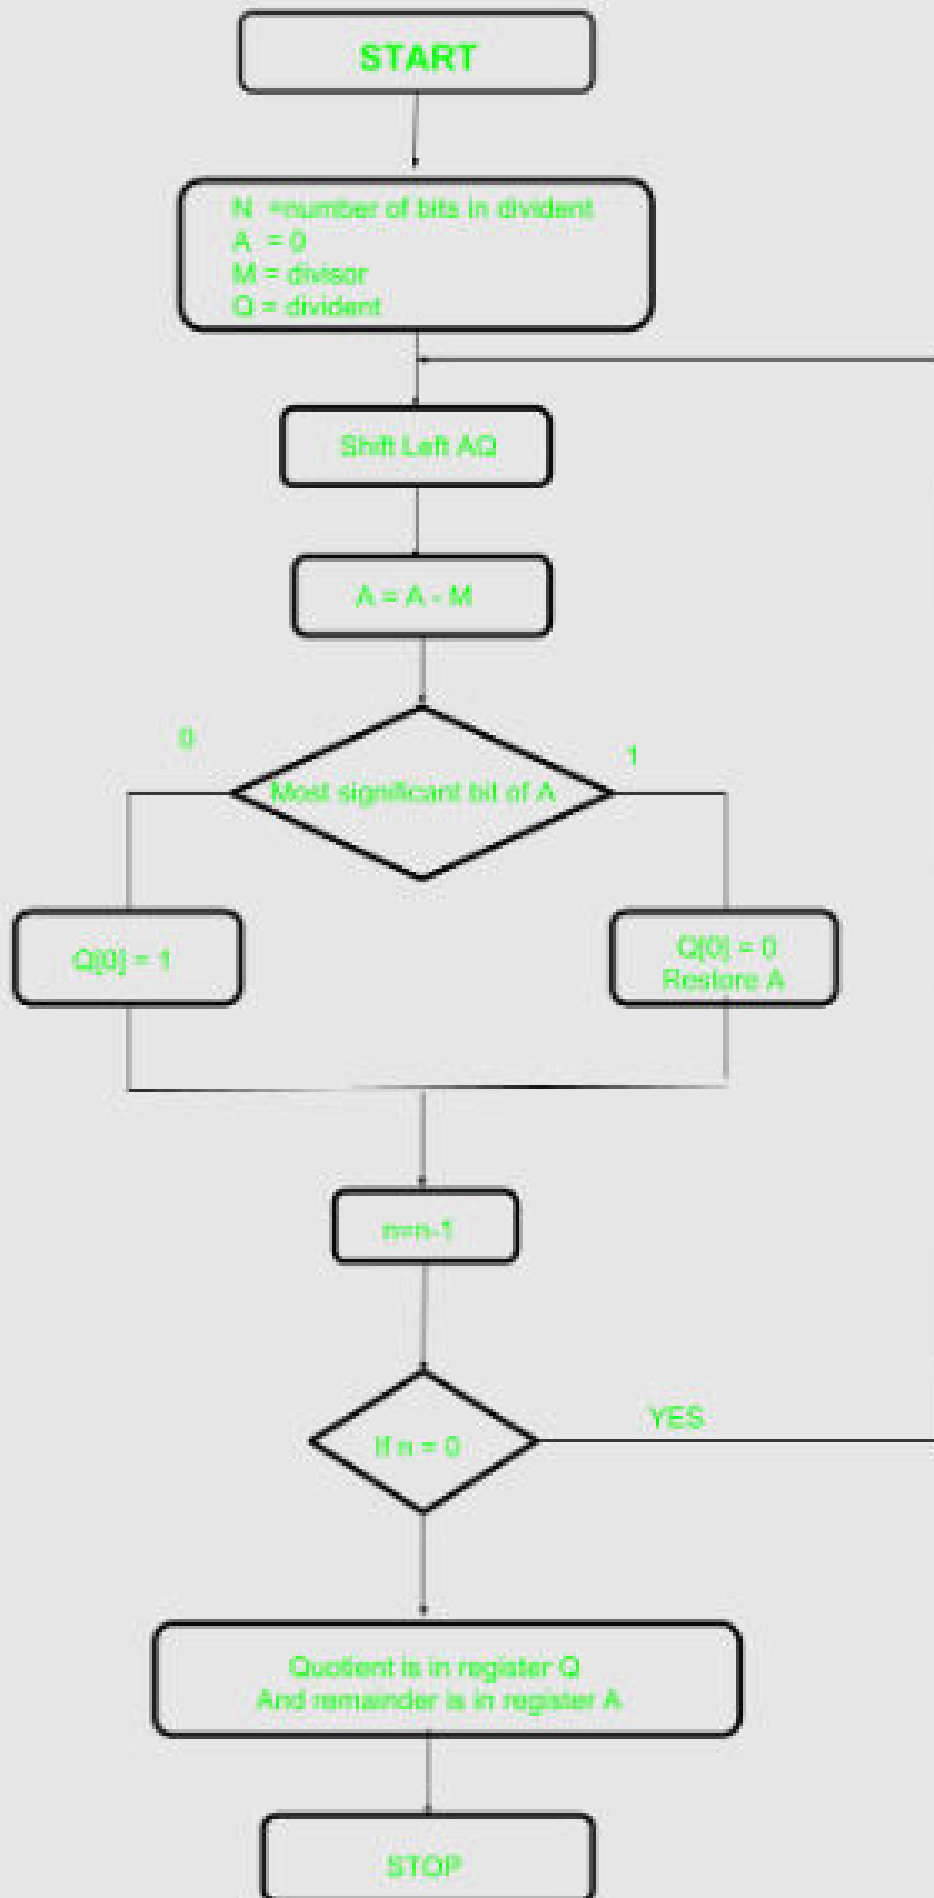 START
N =number of bits in divident
A = 0
M = divisor
Q = divident
Shift Left AQ
A = A - M
0
1
Most significant bit of A
Q[0] = 1
Q[0] = 0
Restore A
n=n-1
YES
If n = 0
Quotient is in register Q
And remainder is in register A
STOP